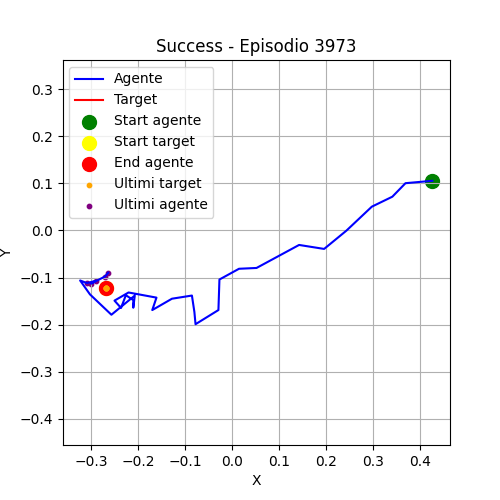 Success - Episodio 3973
Agente
Target
Start agente
Start target
End agente
Ultimi target
Ultimi agente
0.3
0.2
0.1
0.0
−0.1
−0.2
−0.3
−0.4
Y
−0.3 −0.2 −0.1 0.0 0.1 0.2 0.3 0.4
X